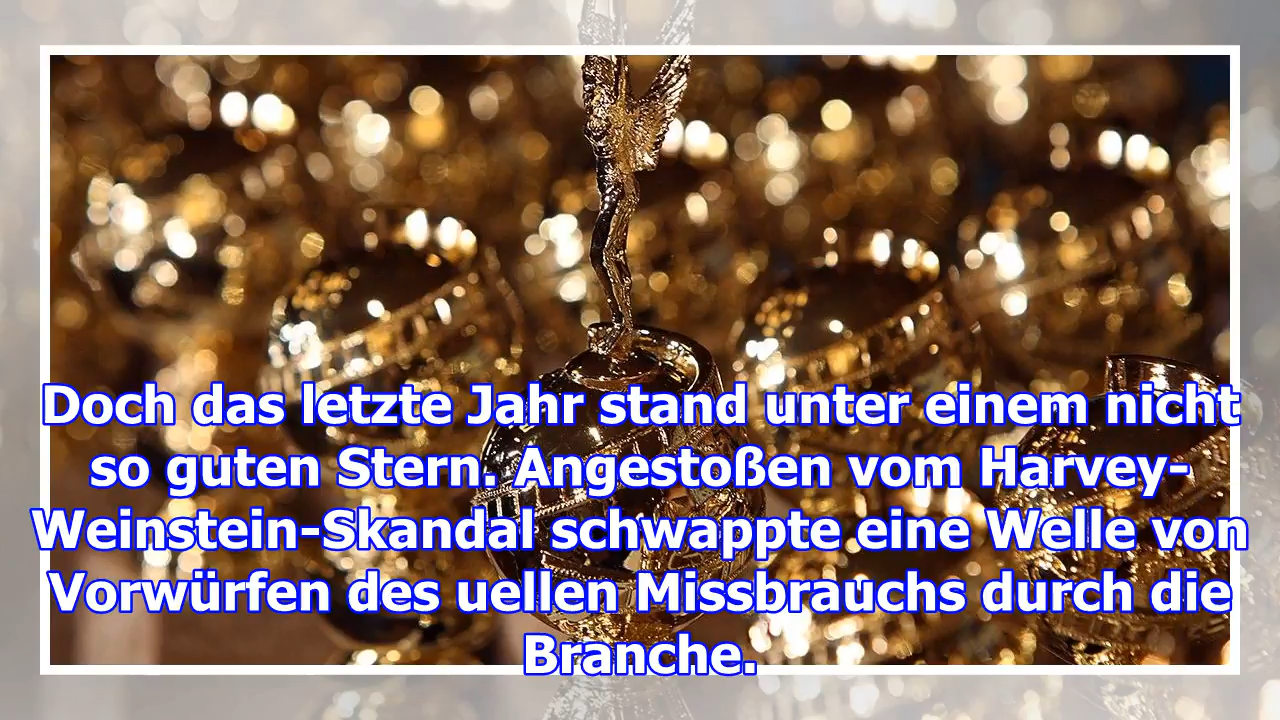 Doch das letzte Jahr stand unter einem nicht
so guten Stern. Angestoßen vom Harvey-
Weinstein-Skandal schwappte eine Welle von
Vorwürfen des uellen Missbrauchs durch die
Branche.